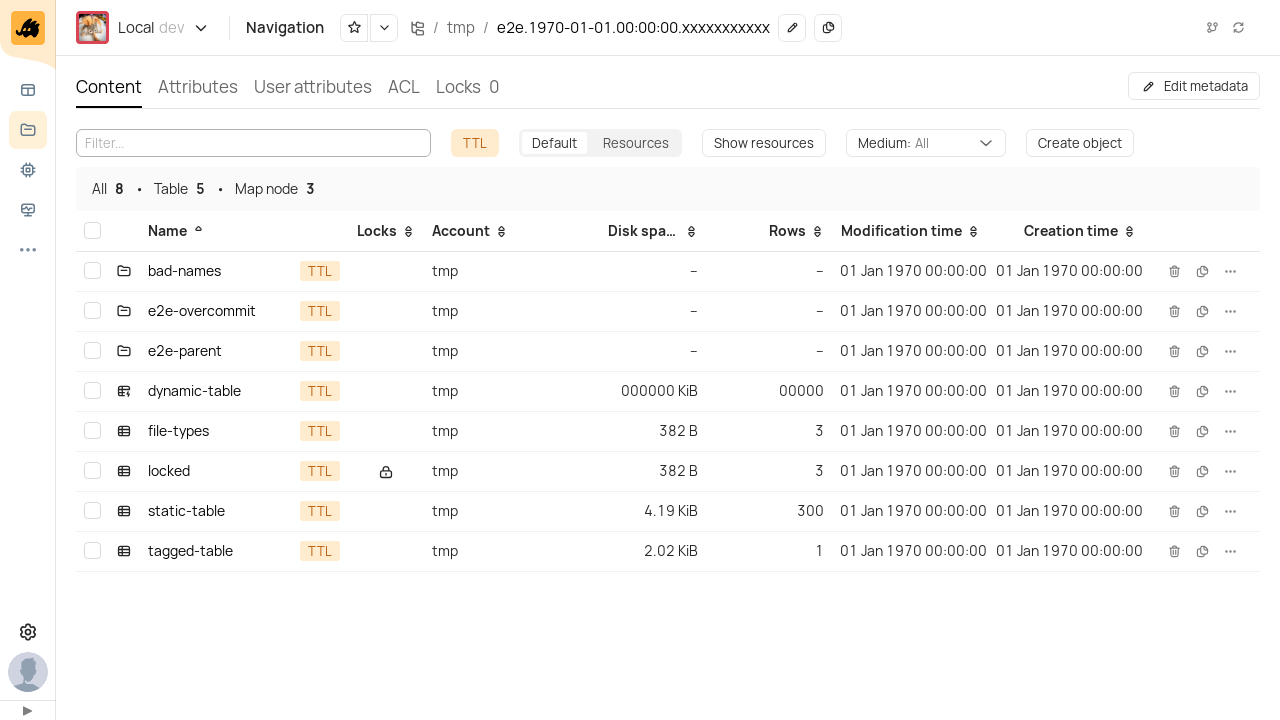 Local dev Navigation / tmp / e2e.1970-01-01.00:00:00.xxxxxxxxxxx
Content Attributes User attributes ACL Locks 0 Edit metadata
Filter... TTL Default Resources Show resources Medium: All Create object
All 8 • Table 5 • Map node 3
Name Locks Account Disk spa... Rows Modification time Creation time
bad-names TTL tmp – – 01 Jan 1970 00:00:00 01 Jan 1970 00:00:00
e2e-overcommit TTL tmp – – 01 Jan 1970 00:00:00 01 Jan 1970 00:00:00
e2e-parent TTL tmp – – 01 Jan 1970 00:00:00 01 Jan 1970 00:00:00
dynamic-table TTL tmp 000000 KiB 00000 01 Jan 1970 00:00:00 01 Jan 1970 00:00:00
file-types TTL tmp 382 B 3 01 Jan 1970 00:00:00 01 Jan 1970 00:00:00
locked TTL tmp 382 B 3 01 Jan 1970 00:00:00 01 Jan 1970 00:00:00
static-table TTL tmp 4.19 KiB 300 01 Jan 1970 00:00:00 01 Jan 1970 00:00:00
tagged-table TTL tmp 2.02 KiB 1 01 Jan 1970 00:00:00 01 Jan 1970 00:00:00